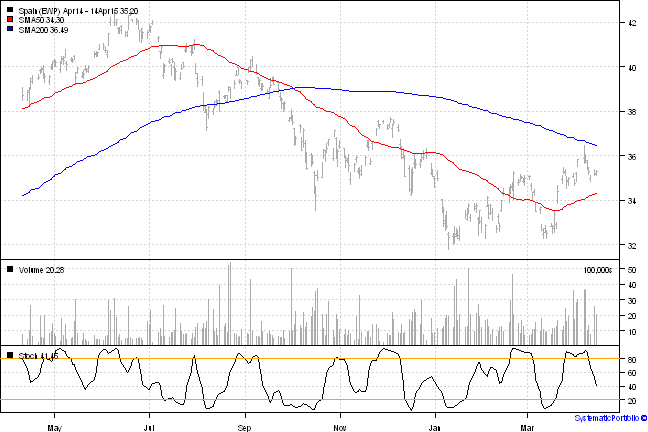 Spain (EWP) Apr14 - 14Apr15 35.20
SMA50 34.30
SMA200 36.49
42
40
38
36
34
32
Volume 20.28
100,000s
50
40
30
20
10
Stoch 41.45
80
60
40
20
May
Jul
Sep
Nov
Jan
Mar
SystematicPortfolio ©